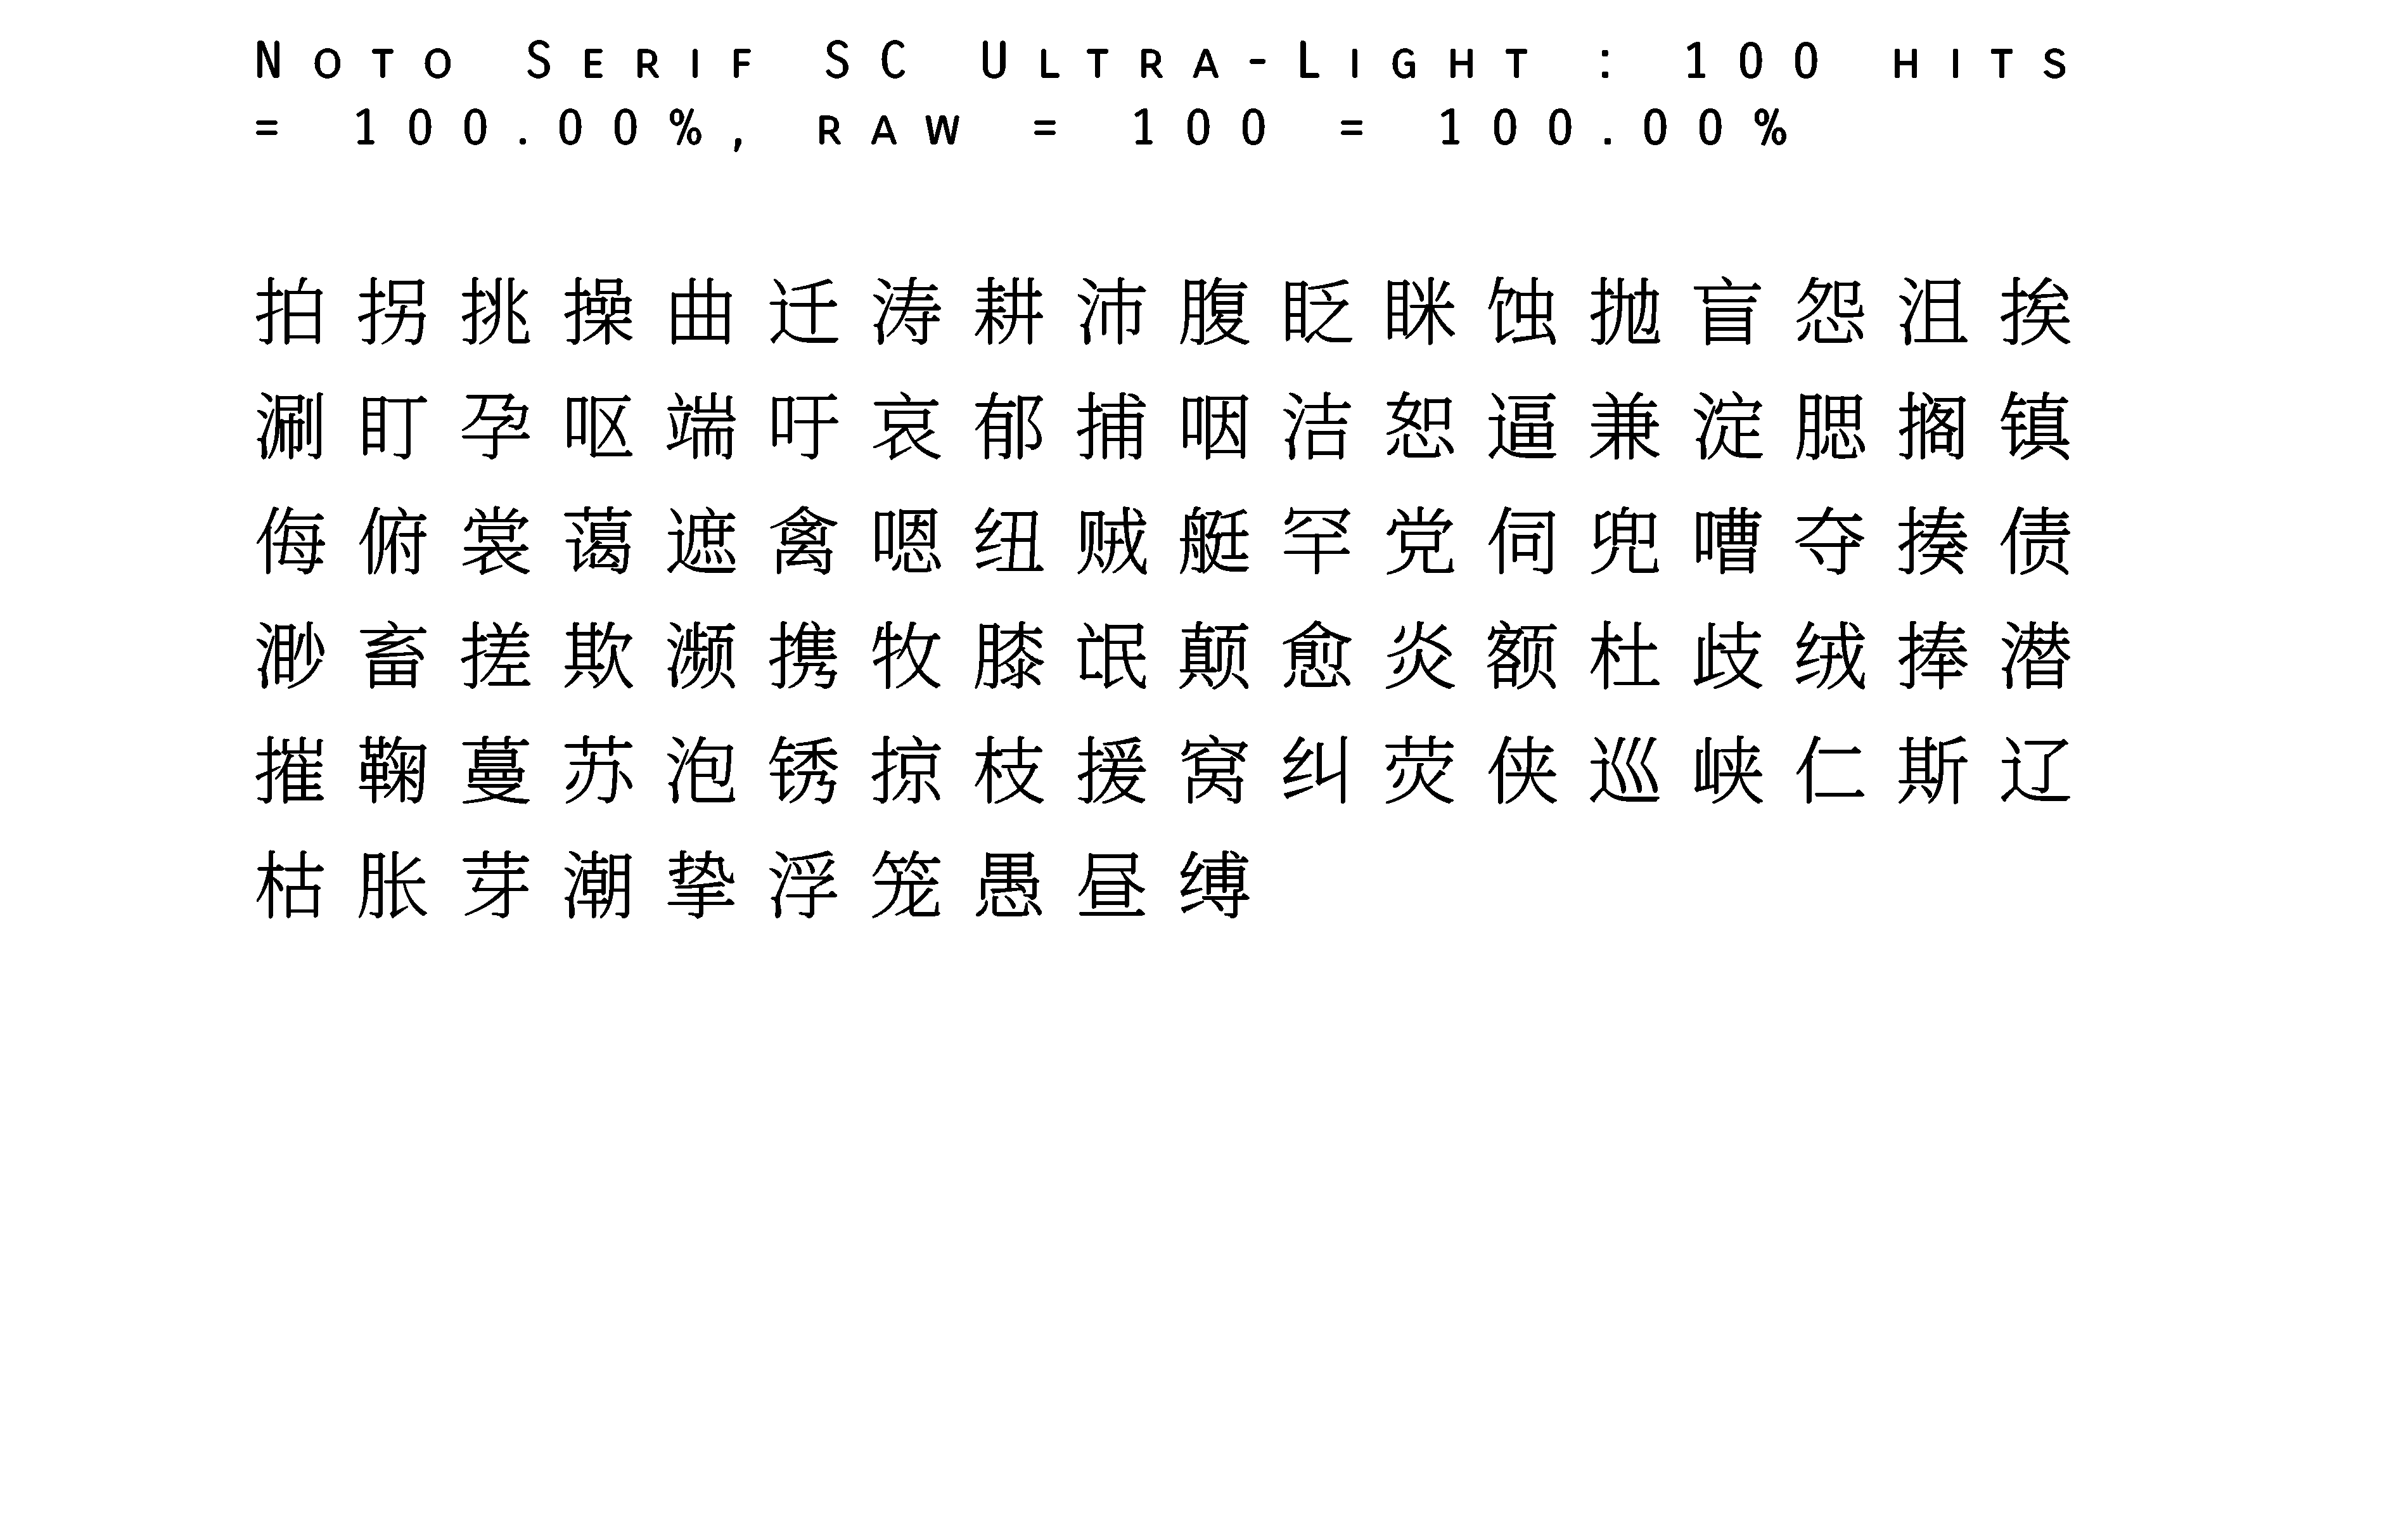 Noto Serif SC Ultra-Light : 100 hits
= 100.00%, raw = 100 = 100.00%
拍拐挑操曲迁涛耕沛腹眨眯蚀抛盲怨沮挨
涮盯孕呕端吁哀郁捕咽洁恕逼兼淀腮搁镇
侮俯裳蔼遮禽嗯纽贼艇罕党伺兜嘈夺揍债
渺畜搓欺濒携牧膝氓颠愈炎额杜歧绒捧潜
摧鞠蔓苏泡锈掠枝援窝纠荧侠巡峡仁斯辽
枯胀芽潮挚浮笼愚昼缚